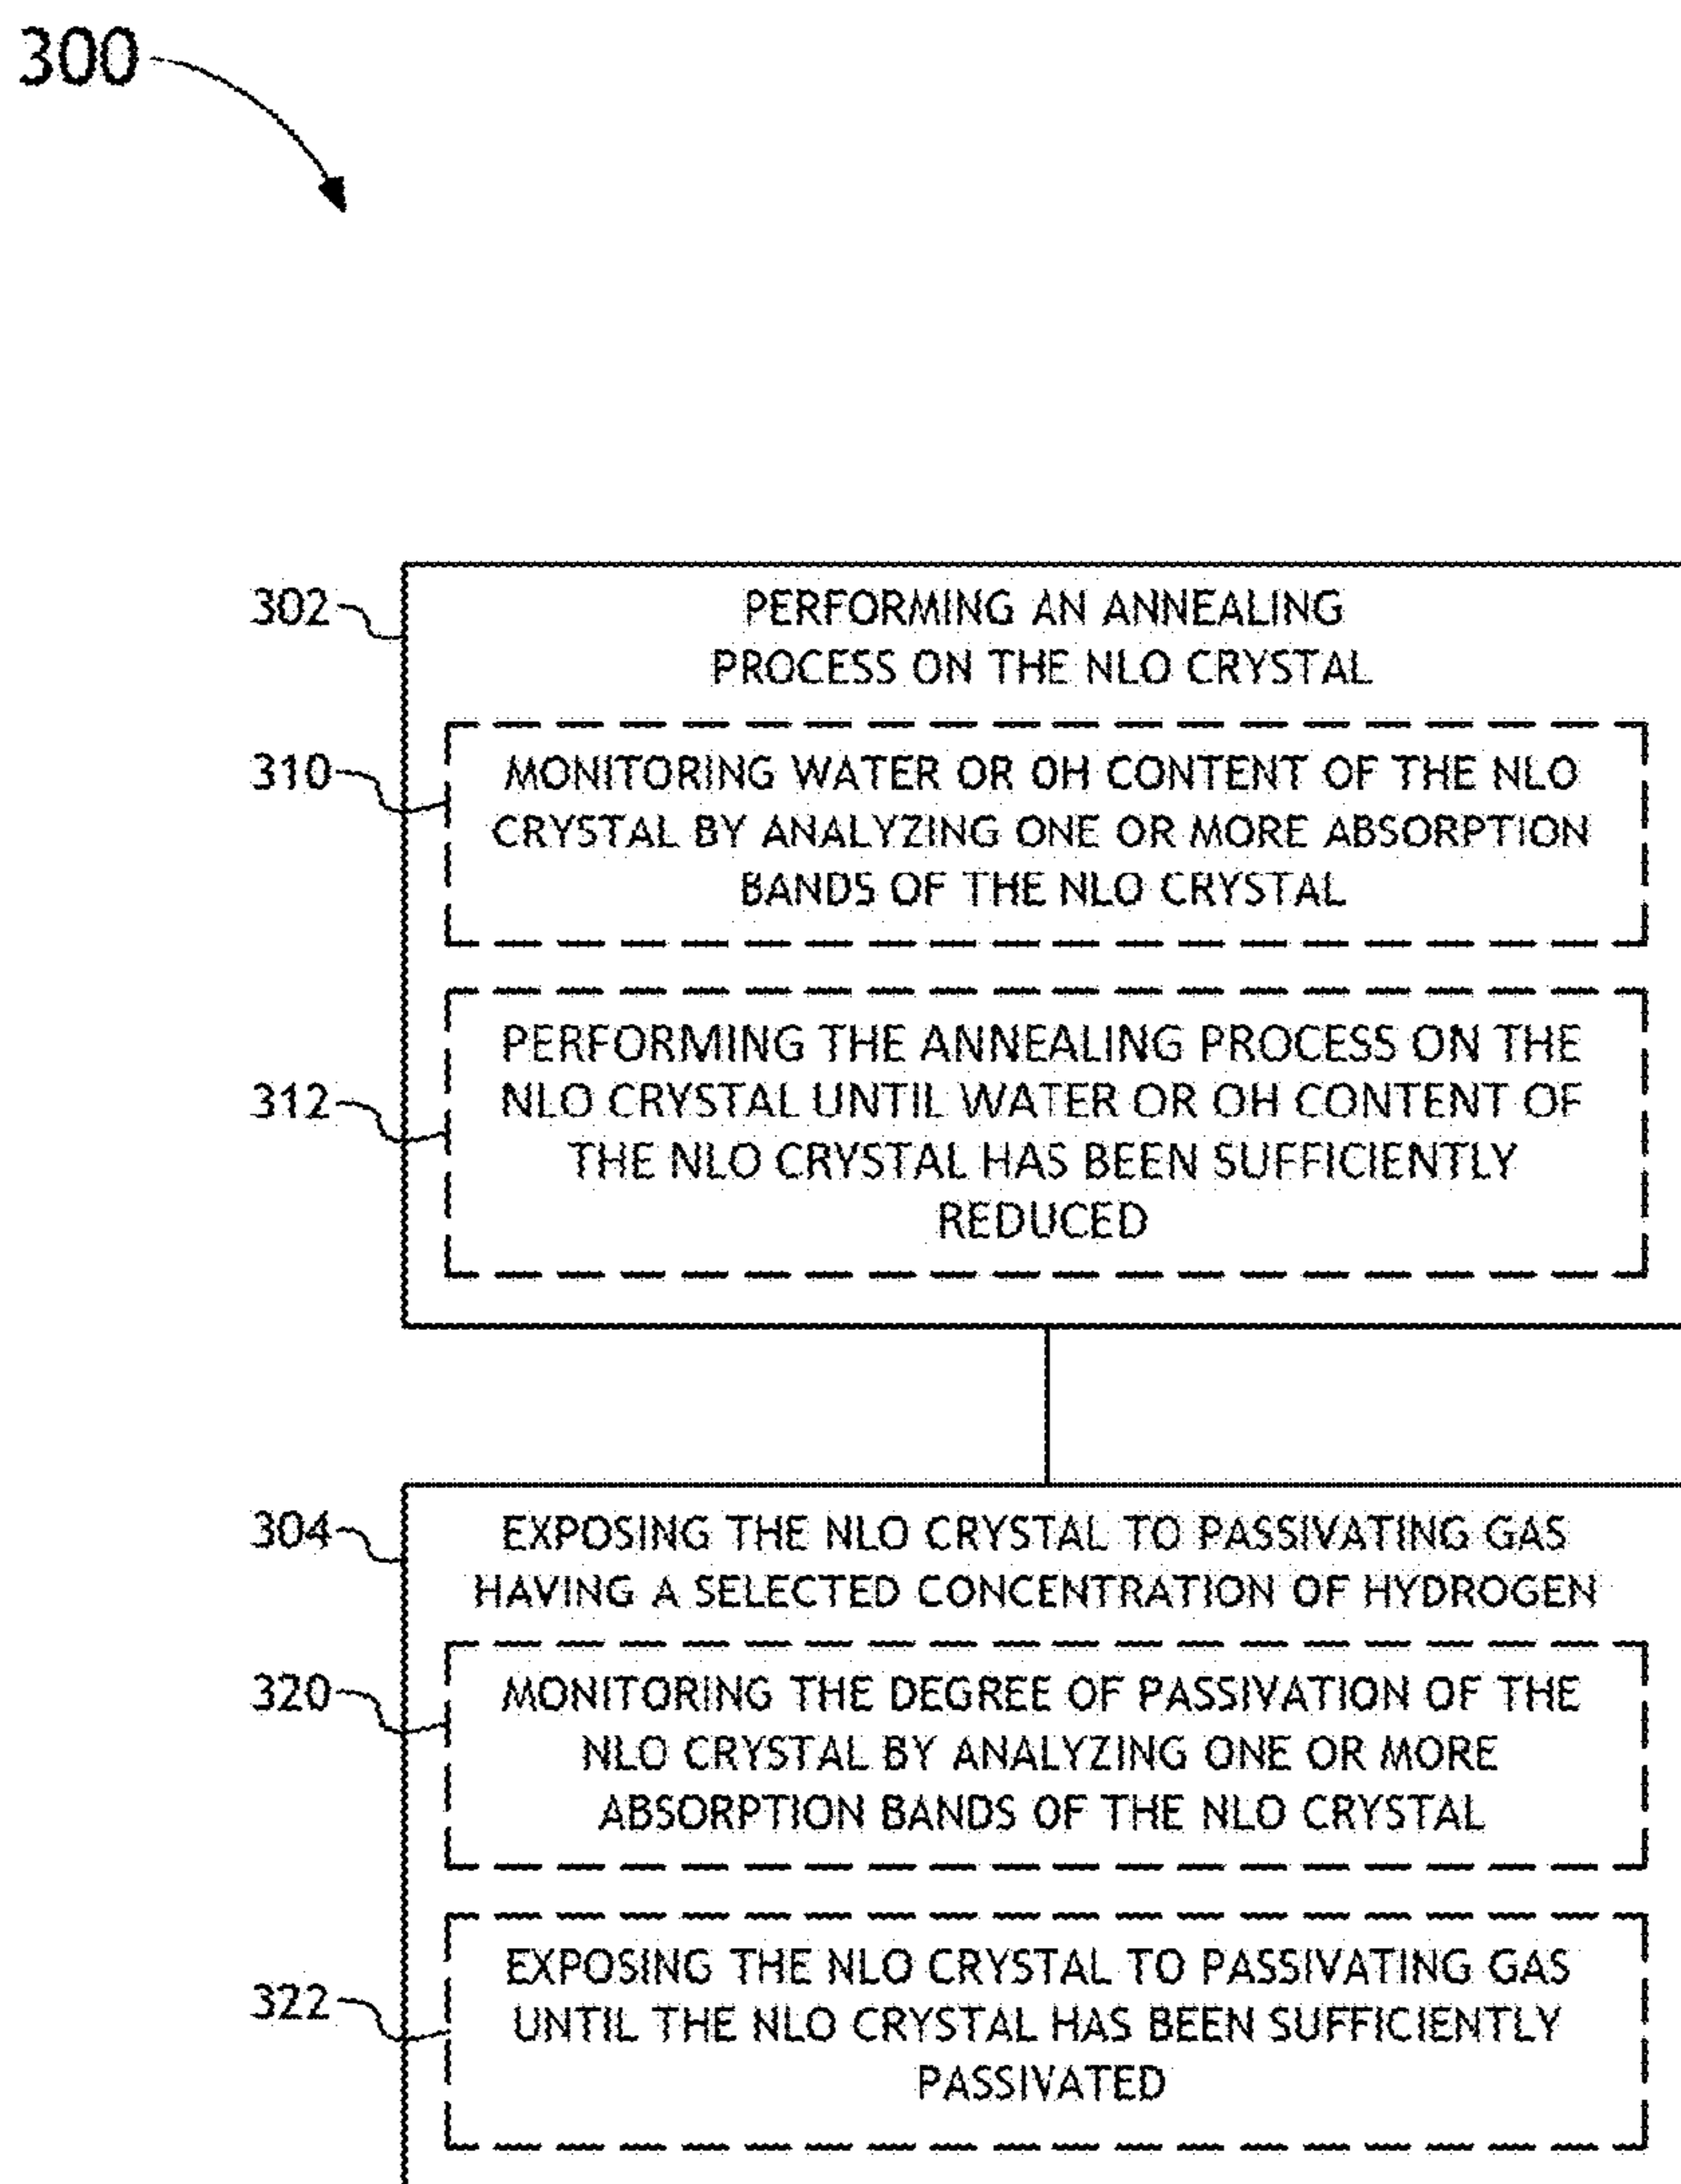 300
302
PERFORMING AN ANNEALING
PROCESS ON THE NLO CRYSTAL
310
MONITORING WATER OR OH CONTENT OF THE NLO
CRYSTAL BY ANALYZING ONE OR MORE ABSORPTION
BANDS OF THE NLO CRYSTAL
312
PERFORMING THE ANNEALING PROCESS ON THE
NLO CRYSTAL UNTIL WATER OR OH CONTENT OF
THE NLO CRYSTAL HAS BEEN SUFFICIENTLY
REDUCED
304
EXPOSING THE NLO CRYSTAL TO PASSIVATING GAS
HAVING A SELECTED CONCENTRATION OF HYDROGEN
320
MONITORING THE DEGREE OF PASSIVATION OF THE
NLO CRYSTAL BY ANALYZING ONE OR MORE
ABSORPTION BANDS OF THE NLO CRYSTAL
322
EXPOSING THE NLO CRYSTAL TO PASSIVATING GAS
UNTIL THE NLO CRYSTAL HAS BEEN SUFFICIENTLY
PASSIVATED